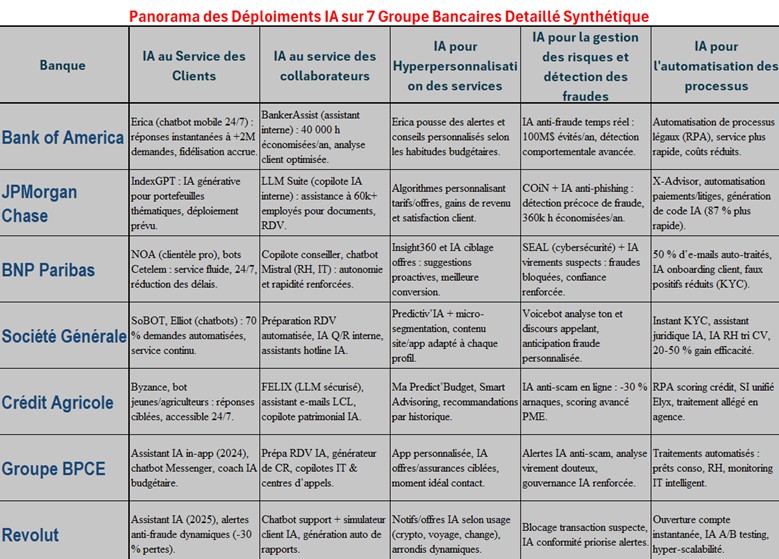 Panorama des Déploiments IA sur 7 Groupe Bancaires Detaillé Synthétique
Banque
IA au Service des
Clients
IA au service des
collaborateurs
IA pour
Hyperpersonnalisati
on des services
IA pour la gestion
des risques et
détection des
fraudes
IA pour
l'automatisation des
processus
Bank of America
Erica (chatbot mobile 24/7) :
réponses instantanées à +2M
demandes, fidélisation accrue.
BankerAssist (assistant
interne) : 40 000 h
économisées/an, analyse
client optimisée.
Erica pousse des alertes et
conseils personnalisés selon
les habitudes budgétaires.
IA anti-fraude temps réel :
100M$ évités/an, détection
comportementale avancée.
Automatisation de processus
légaux (RPA), service plus
rapide, coûts réduits.
JPMorgan
Chase
IndexGPT : IA générative
pour portefeuilles
thématiques, déploiement
prévu.
LLM Suite (copilote IA
interne) : assistance à 60k+
employés pour documents,
RDV.
Algorithmes personnalisant
tarifs/offres, gains de revenu
et satisfaction client.
COiN + IA anti-phishing :
détection précoce de fraude,
360k h économisées/an.
X-Advisor, automatisation
paiements/litiges, génération
de code IA (87 % plus
rapide).
BNP Paribas
NOA (clientèle pro), bots
Cetelem : service fluide, 24/7,
réduction des délais.
Copilote conseiller, chatbot
Mistral (RH, IT) : autonomie
et rapidité renforcées.
Insight360 et IA ciblage
offres : suggestions
proactives, meilleure
conversion.
SEAL (cybersécurité) + IA
virements suspects : fraudes
bloquées, confiance
renforcée.
50 % d'e-mails auto-traités,
IA onboarding client, faux
positifs réduits (KYC).
Société Générale
SoBOT, Elliot (chatbots) : 70
% demandes automatisées,
service continu.
Préparation RDV
automatisée, IA Q/R interne,
assistants hotline IA.
Predictiv'IA + micro-
segmentation, contenu
site/app adapté à chaque
profil.
Voicebot analyse ton et
discours appelant,
anticipation fraude
personnalisée.
Instant KYC, assistant
juridique IA, IA RH tri CV,
20-50 % gain efficacité.
Crédit Agricole
Byzance, bot
jeunes/agriculteurs : réponses
ciblées, accessible 24/7.
FELIX (LLM sécurisé),
assistant e-mails LCL,
copilote patrimonial IA.
Ma Predict'Budget, Smart
Advisoring, recommandations
par historique.
IA anti-scam en ligne : -30 %
arnaques, scoring avancé
PME.
RPA scoring crédit, SI unifié
Elyx, traitement allégé en
agence.
Groupe BPCE
Assistant IA in-app (2024),
chatbot Messenger, coach IA
budgétaire.
Prépa RDV IA, générateur
de CR, copilotes IT &
centres d'appels.
App personnalisée, IA
offres/assurances ciblées,
moment idéal contact.
Alertes IA anti-scam, analyse
virement douteux,
gouvernance IA renforcée.
Traitements automatisés :
prêts conso, RH, monitoring
IT intelligent.
Revolut
Assistant IA (2025), alertes
anti-fraude dynamiques (-30
% pertes).
Chatbot support + simulateur
client IA, génération auto de
rapports.
Notifs/offres IA selon usage
(crypto, voyage, change),
arrondis dynamiques.
Blocage transaction suspecte,
IA conformité priorise alertes.
Ouverture compte
instantanée, IA A/B testing,
hyper-scalabilité.